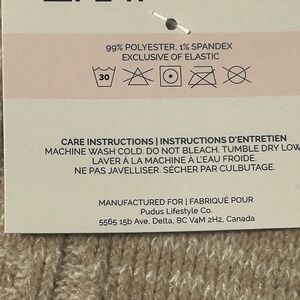 99% POLYESTER, 1% SPANDEX
EXCLUSIVE OF ELASTIC
30
CARE INSTRUCTIONS | INSTRUCTIONS D'ENTRETIEN
MACHINE WASH COLD. DO NOT BLEACH. TUMBLE DRY LOW
LAVER À LA MACHINE À L'EAU FROIDE.
NE PAS JAVELLISER. SÉCHER PAR CULBUTAGE.
MANUFACTURED FOR | FABRIQUÉ POUR
Pudus Lifestyle Co.
5565 15b Ave, Delta, BC V4M 2H2, Canada